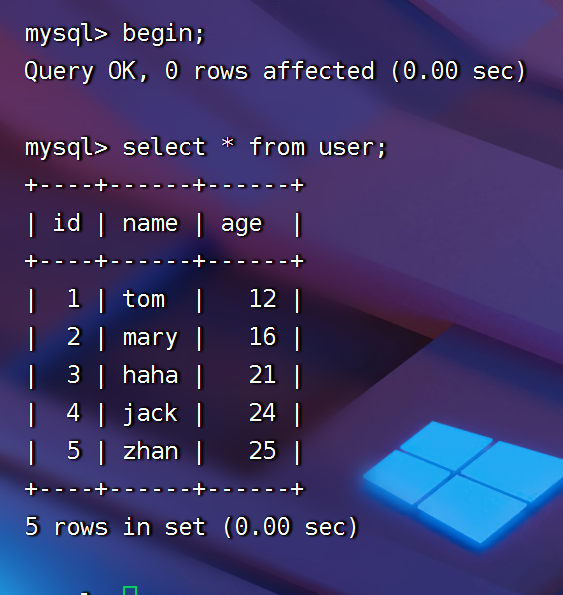 mysql> begin;
Query OK, 0 rows affected (0.00 sec)
mysql> select * from user;
+----+------+------+
| id | name | age  |
+----+------+------+
|  1 | tom  |   12 |
|  2 | mary |   16 |
|  3 | haha |   21 |
|  4 | jack |   24 |
|  5 | zhan |   25 |
+----+------+------+
5 rows in set (0.00 sec)